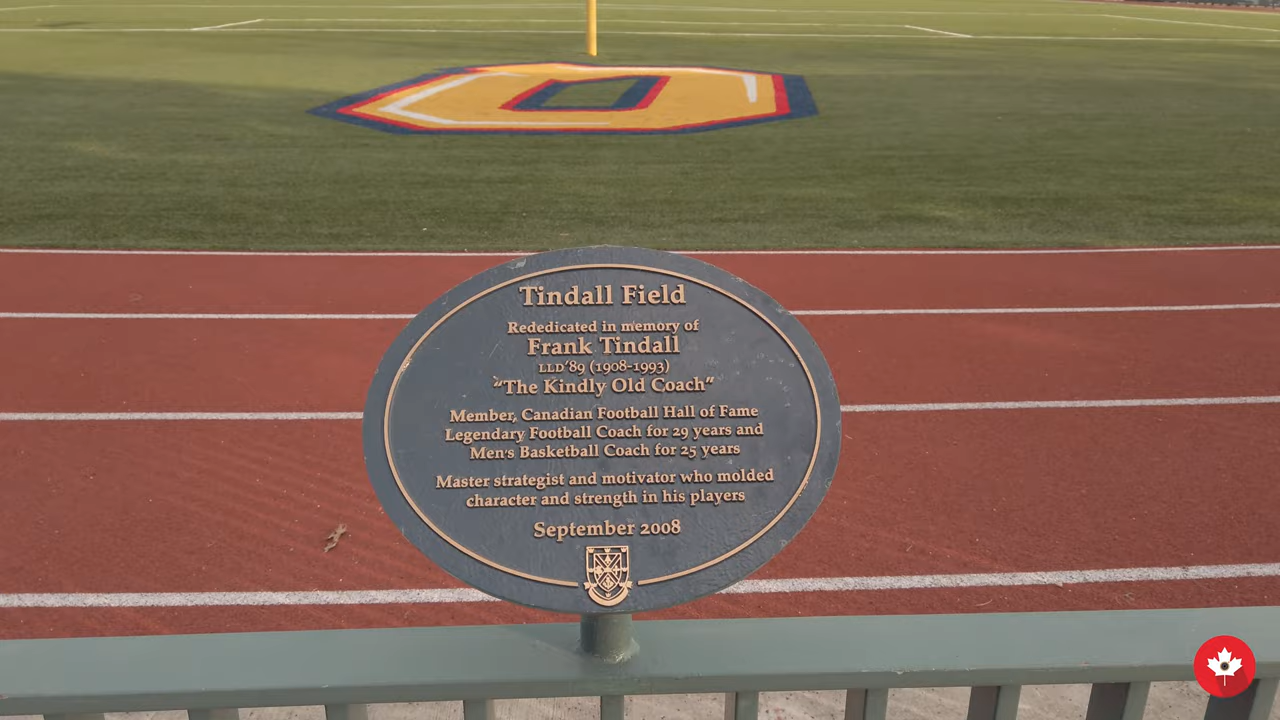 Tindall Field
Rededicated in memory of
Frank Tindall
LLD'89 (1908-1993)
"The Kindly Old Coach"
Member, Canadian Football Hall of Fame
Legendary Football Coach for 29 years and
Men's Basketball Coach for 25 years
Master strategist and motivator who molded
character and strength in his players
September 2008